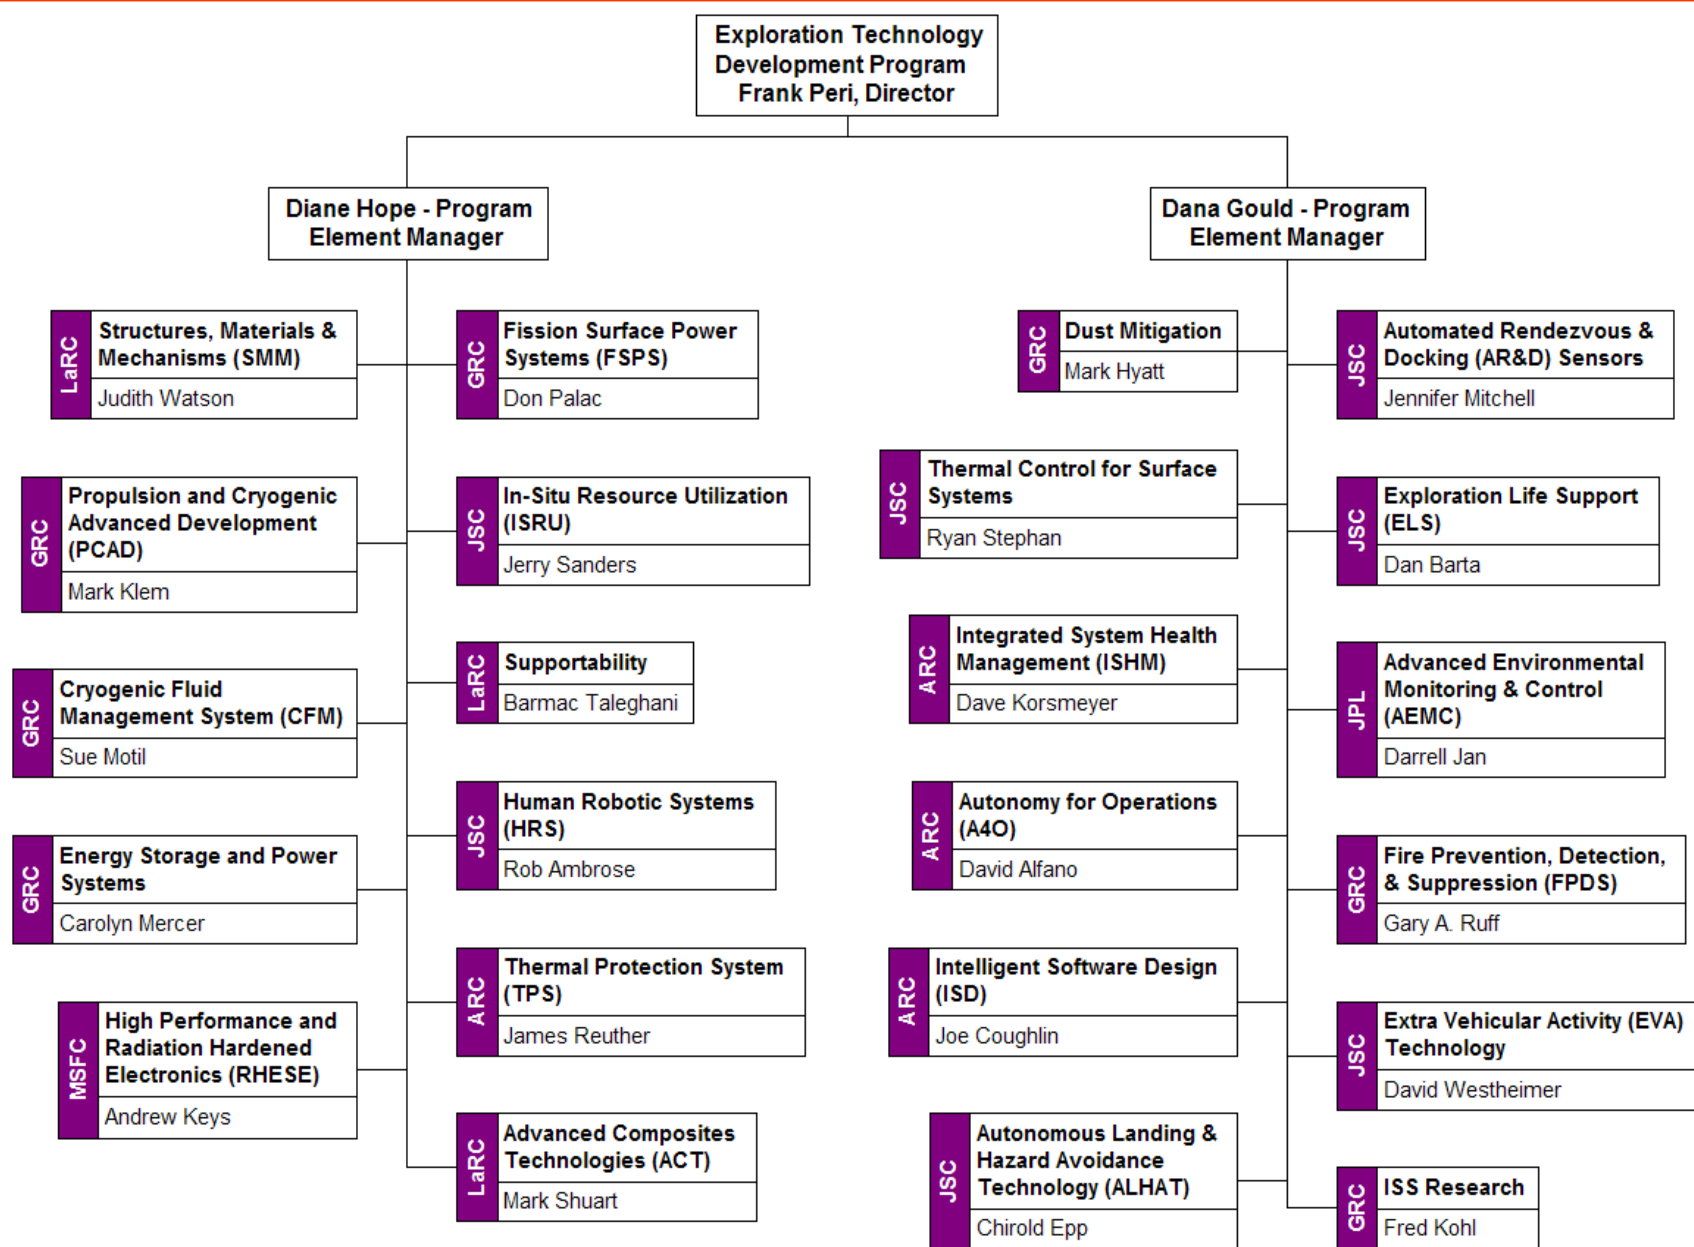 Exploration Technology
Development Program
Frank Peri, Director
Diane Hope - Program
Element Manager
Dana Gould - Program
Element Manager
LaRC
Structures, Materials &
Mechanisms (SMM)
Judith Watson
GRC
Propulsion and Cryogenic
Advanced Development
(PCAD)
Mark Klem
GRC
Cryogenic Fluid
Management System (CFM)
Sue Motil
GRC
Energy Storage and Power
Systems
Carolyn Mercer
MSFC
High Performance and
Radiation Hardened
Electronics (RHESE)
Andrew Keys
GRC
Fission Surface Power
Systems (FSPS)
Don Palac
JSC
In-Situ Resource Utilization
(ISRU)
Jerry Sanders
LaRC
Supportability
Barmac Taleghani
JSC
Human Robotic Systems
(HRS)
Rob Ambrose
ARC
Thermal Protection System
(TPS)
James Reuther
LaRC
Advanced Composites
Technologies (ACT)
Mark Shuart
GRC
Dust Mitigation
Mark Hyatt
JSC
Thermal Control for Surface
Systems
Ryan Stephan
ARC
Integrated System Health
Management (ISHM)
Dave Korsmeyer
ARC
Autonomy for Operations
(A4O)
David Alfano
ARC
Intelligent Software Design
(ISD)
Joe Coughlin
JSC
Autonomous Landing &
Hazard Avoidance
Technology (ALHAT)
Chirold Epp
JSC
Automated Rendezvous &
Docking (AR&D) Sensors
Jennifer Mitchell
JSC
Exploration Life Support
(ELS)
Dan Barta
JPL
Advanced Environmental
Monitoring & Control
(AEMC)
Darrell Jan
GRC
Fire Prevention, Detection,
& Suppression (FPDS)
Gary A. Ruff
JSC
Extra Vehicular Activity (EVA)
Technology
David Westheimer
GRC
ISS Research
Fred Kohl